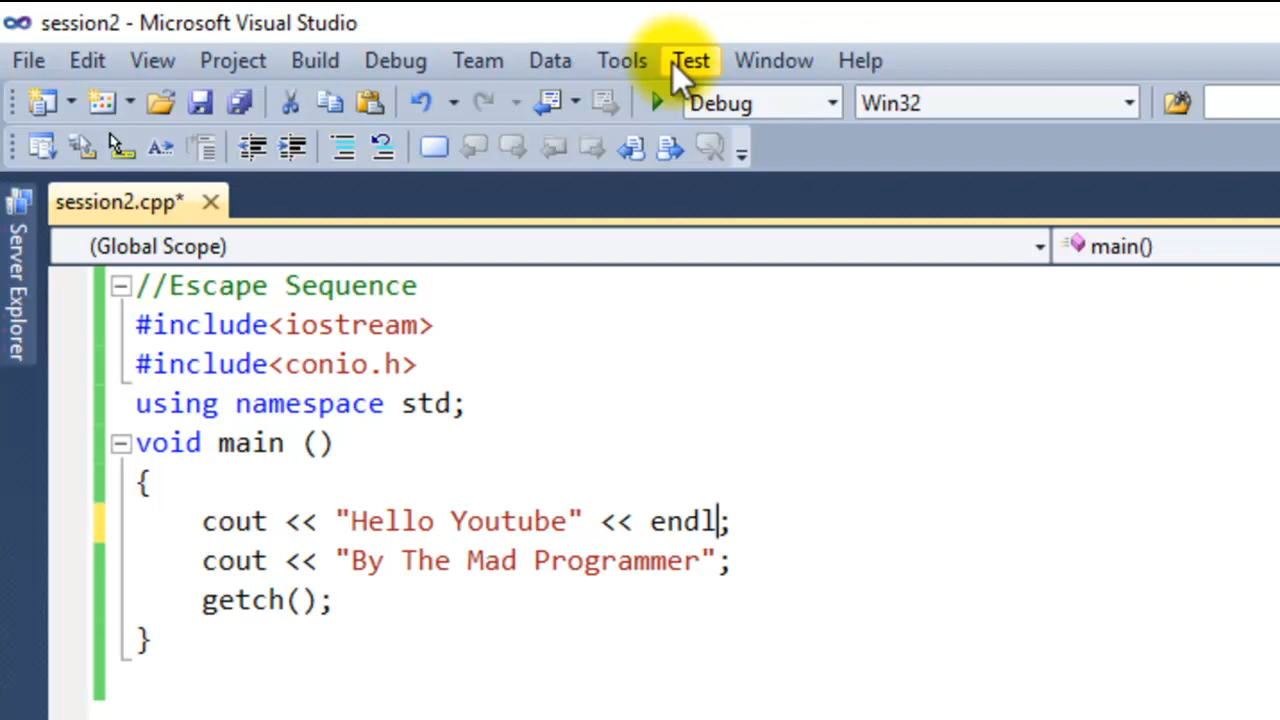 session2 - Microsoft Visual Studio
File Edit View Project Build Debug Team Data Tools Test Window Help
Debug Win32
session2.cpp*
Server Explorer
(Global Scope) main()
//Escape Sequence
#include<iostream>
#include<conio.h>
using namespace std;
void main ()
{
cout << "Hello Youtube" << endl;
cout << "By The Mad Programmer";
getch();
}